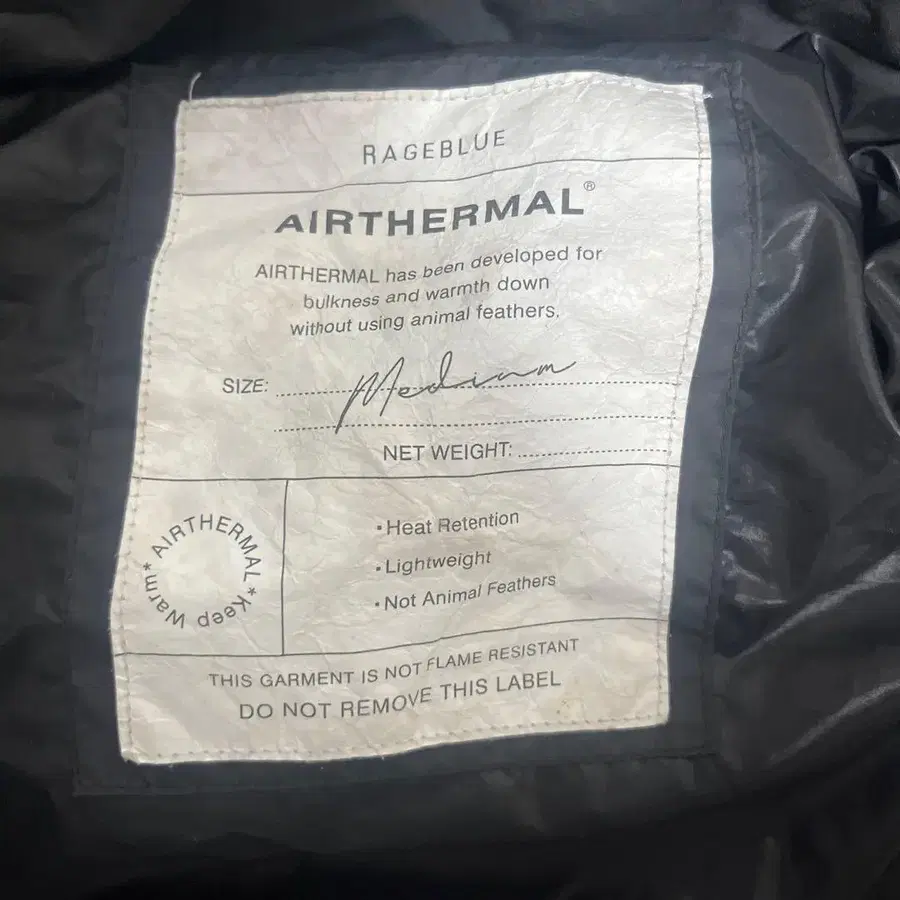 RAGEBLUE
AIRTHERMAL®
AIRTHERMAL has been developed for
bulkness and warmth down
without using animal feathers.
SIZE: Medium
NET WEIGHT:
*AIRTHERMAL*Keep Warm
• Heat Retention
• Lightweight
• Not Animal Feathers
THIS GARMENT IS NOT FLAME RESISTANT
DO NOT REMOVE THIS LABEL